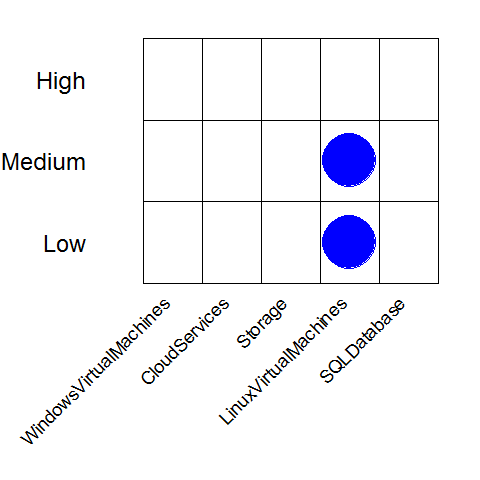 High
Medium
Low
WindowsVirtualMachines
CloudServices
Storage
LinuxVirtualMachines
SQLDatabase